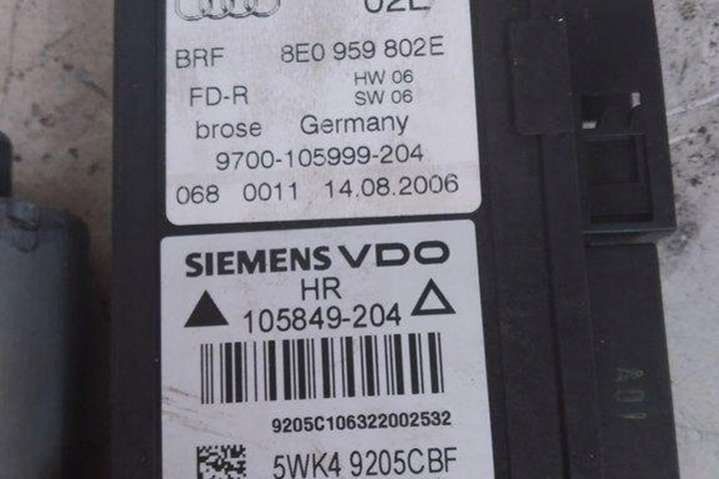 02E
BRF 8E0 959 802E
FD-R HW 06
SW 06
brose Germany
9700-105999-204
068 0011 14.08.2006
SIEMENS VDO
HR
105849-204
9205C106322002532
5WK4 9205CBF
A01